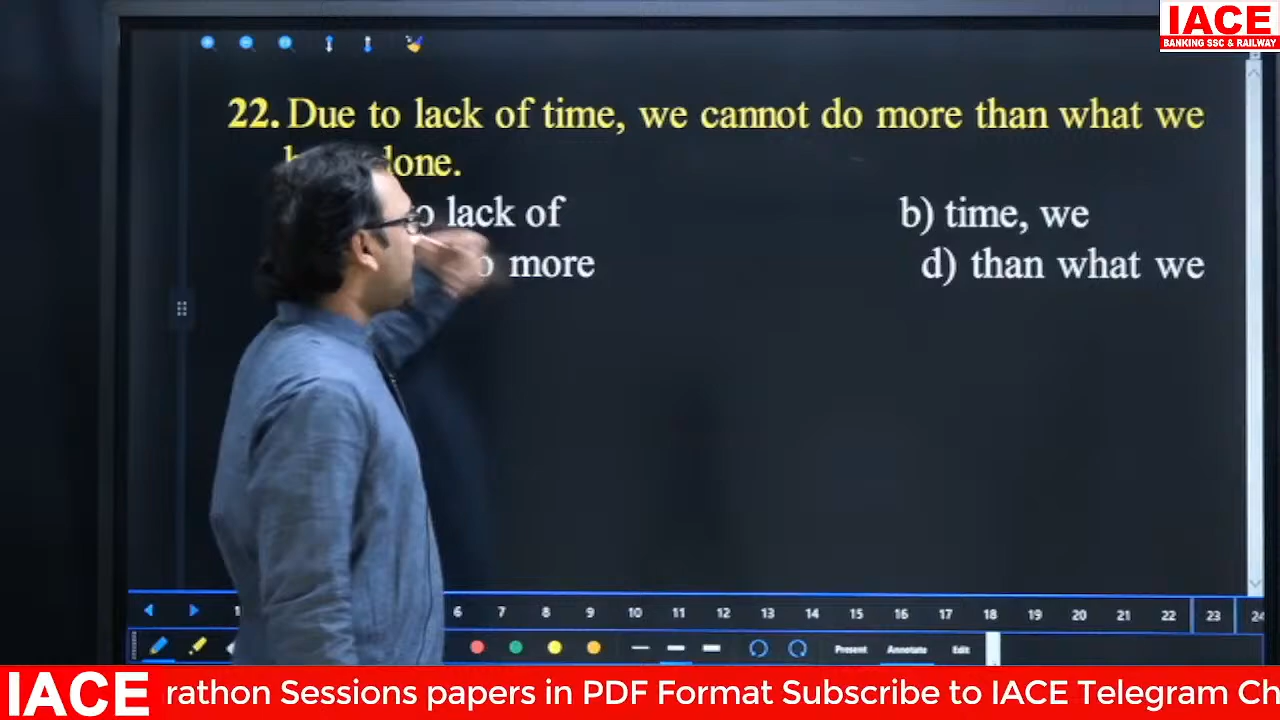 IACE
BANKING SSC & RAILWAY
22. Due to lack of time, we cannot do more than what we
done.
lack of
b) time, we
more
d) than what we
6 7 8 9 10 11 12 13 14 15 16 17 18 19 20 21 22 23 24
Present Annotate Edit
IACE rathon Sessions papers in PDF Format Subscribe to IACE Telegram Ch